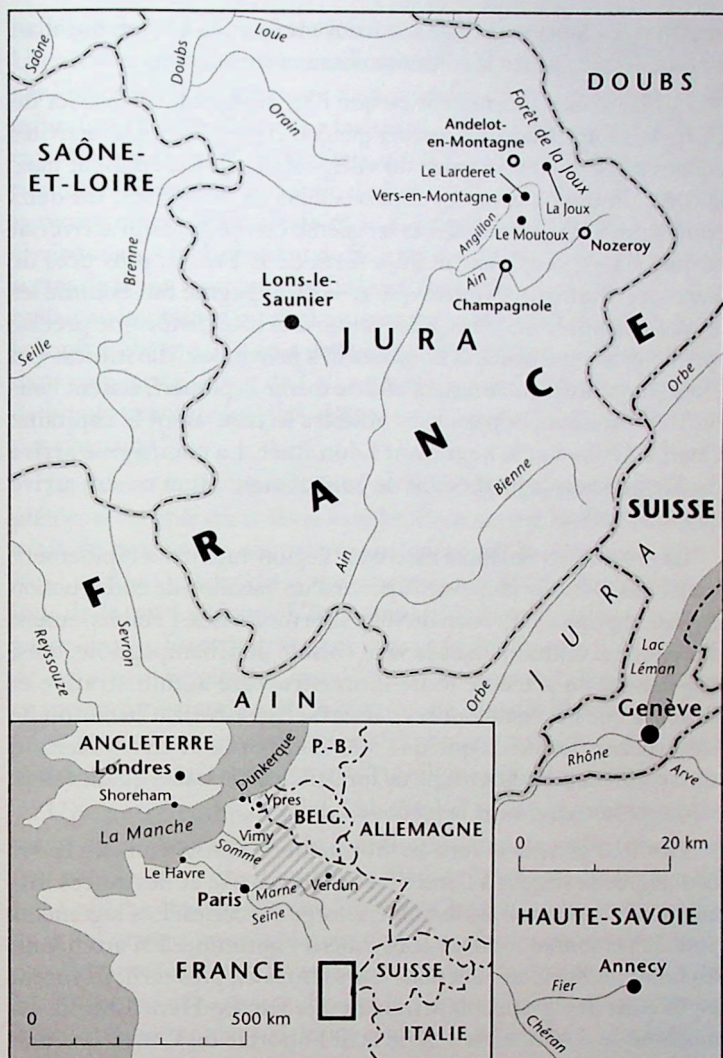 Saône
Doubs
Loue
Orain
DOUBS
SAÔNE-
ET-LOIRE
Andelot-
en-Montagne
Forêt de la Joux
Le Larderet
Vers-en-Montagne
La Joux
Angillon
Le Moutoux
Nozeroy
Ain
Champagnole
Brenne
Lons-le-
Saunier
JURA
Seille
Orbe
FRANCE
Bienne
SUISSE
Ain
JURA
Reyssouze
Sevron
Lac
Léman
AIN
Orbe
Genève
Rhône
Arve
ANGLETERRE
Londres
Dunkerque
P.-B.
Shoreham
Ypres
BELG.
ALLEMAGNE
La Manche
Vimy
Somme
0 20 km
Le Havre
Verdun
Paris
Marne
Seine
HAUTE-SAVOIE
FRANCE
SUISSE
Annecy
Fier
0 500 km
ITALIE
Chéran